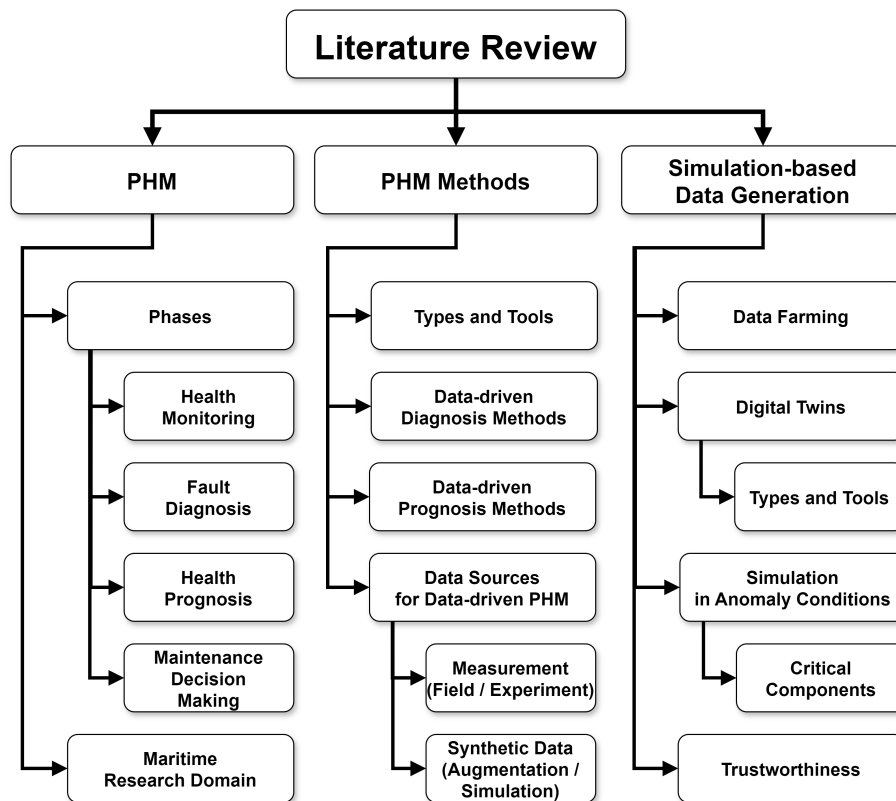 Literature Review
PHM
Phases
Health
Monitoring
Fault
Diagnosis
Health
Prognosis
Maintenance
Decision
Making
Maritime
Research Domain
PHM Methods
Types and Tools
Data-driven
Diagnosis Methods
Data-driven
Prognosis Methods
Data Sources
for Data-driven PHM
Measurement
(Field / Experiment)
Synthetic Data
(Augmentation /
Simulation)
Simulation-based
Data Generation
Data Farming
Digital Twins
Types and Tools
Simulation
in Anomaly Conditions
Critical
Components
Trustworthiness